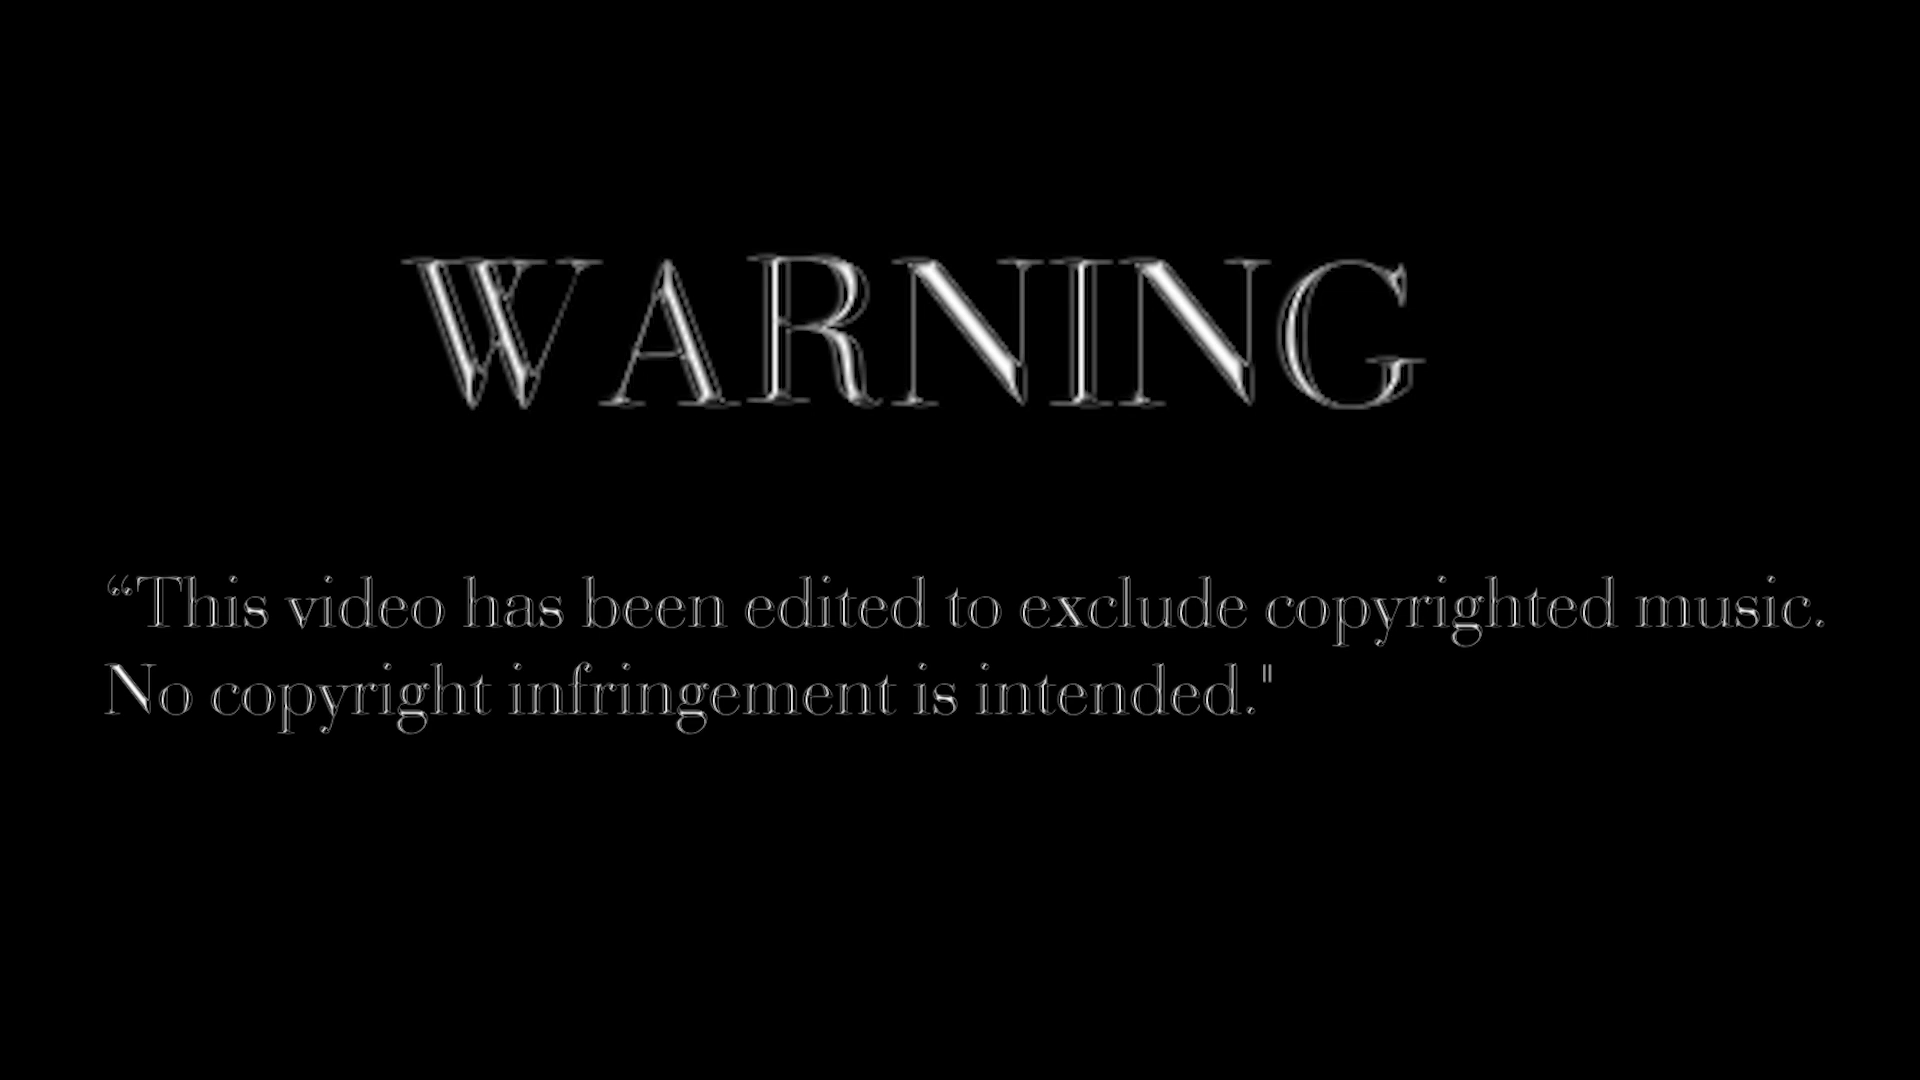 WARNING
“This video has been edited to exclude copyrighted music.
No copyright infringement is intended."